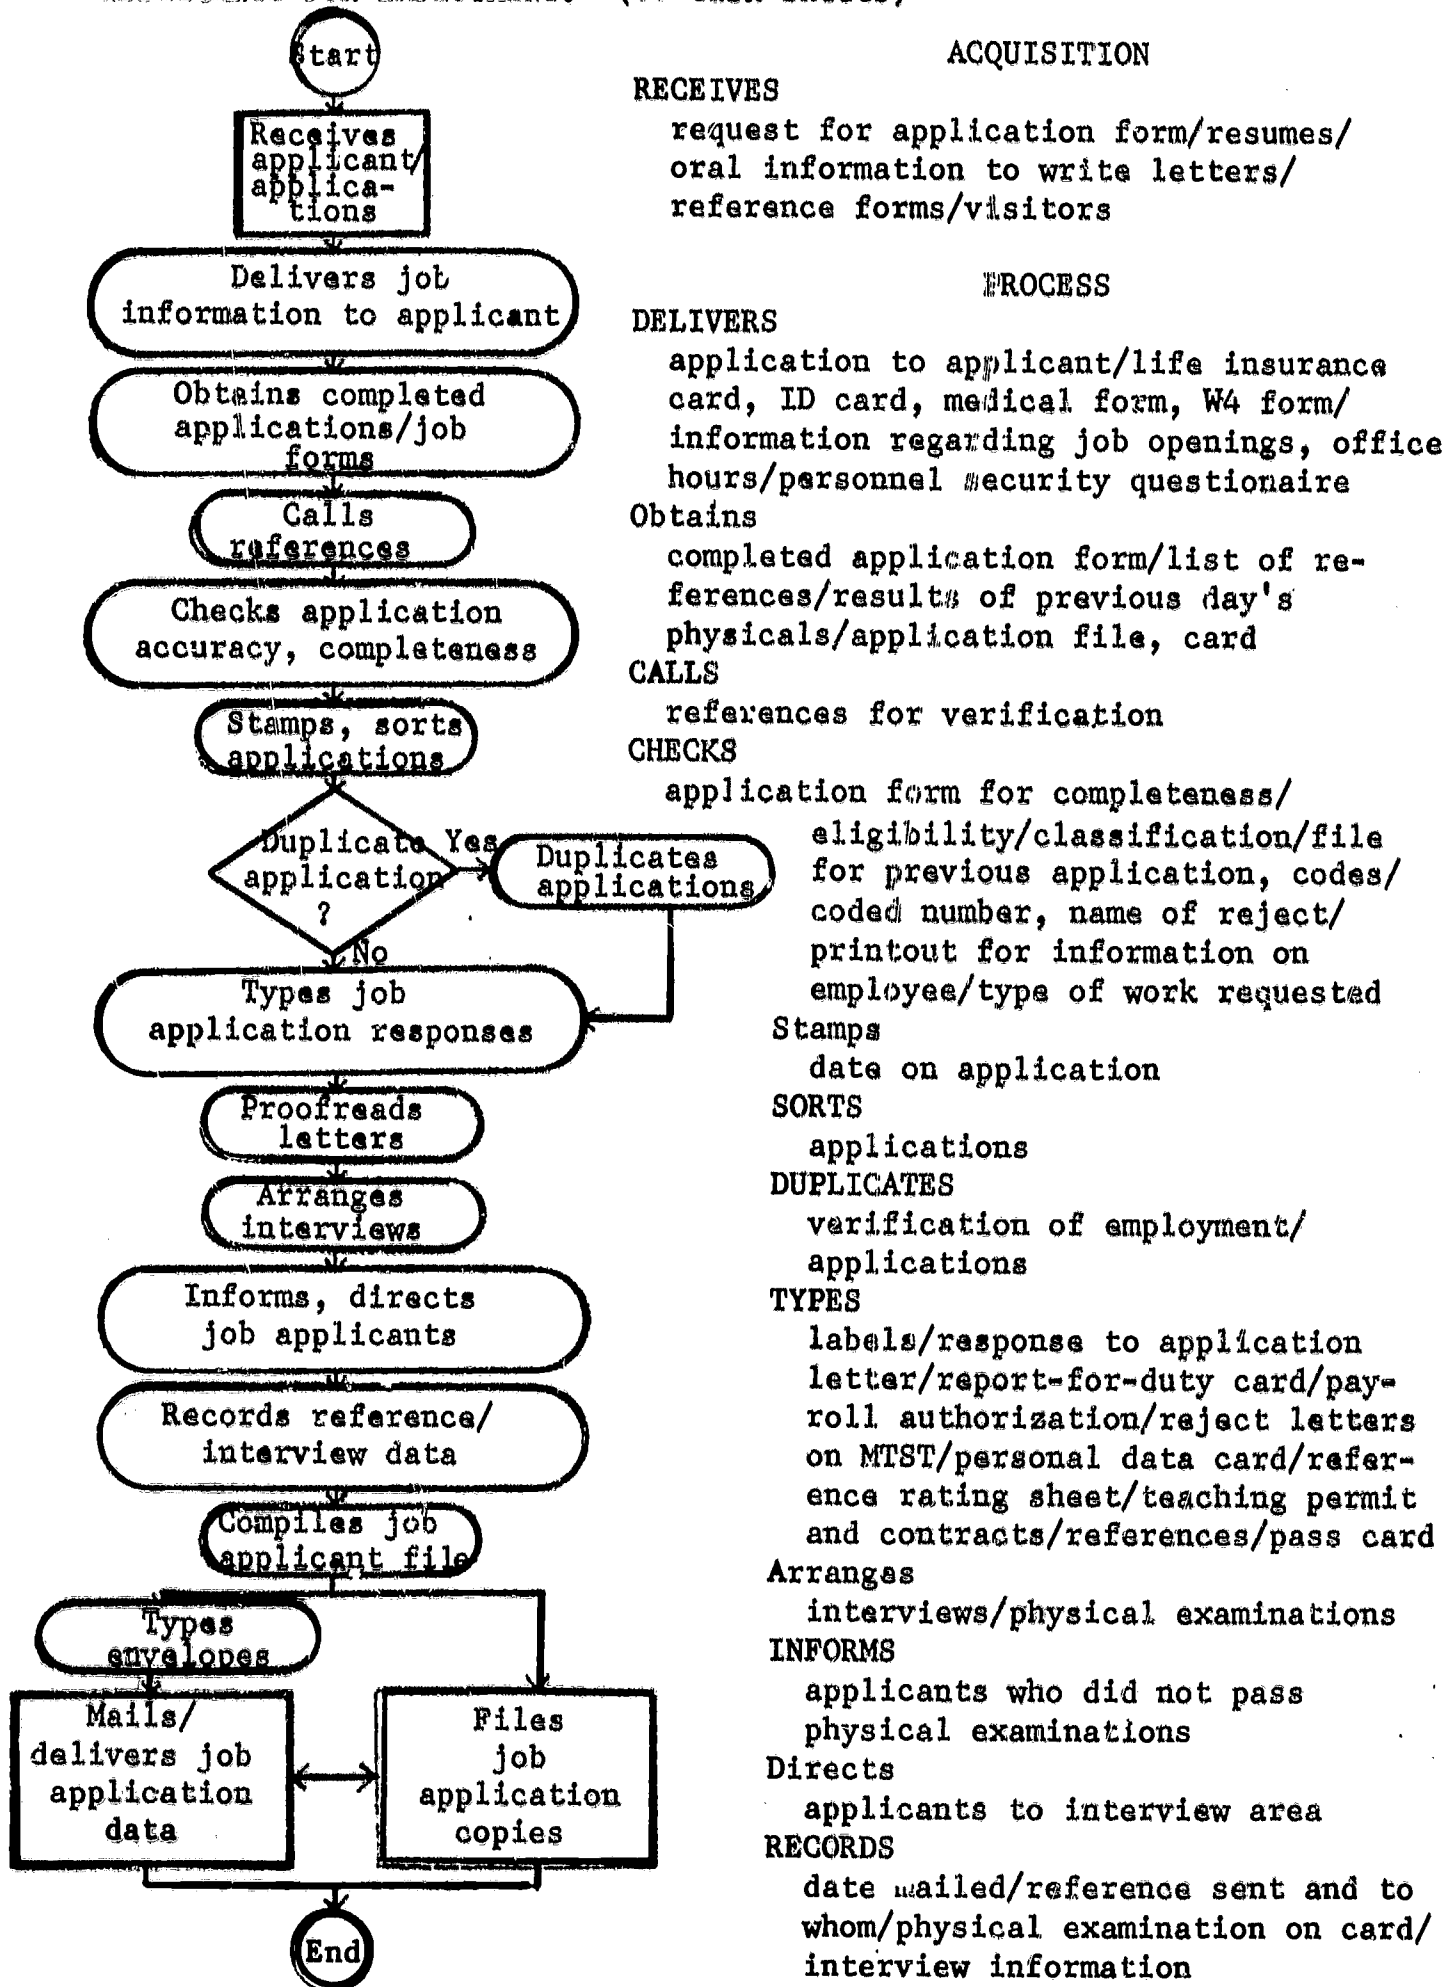 Start
Receives
applicant/
applica-
tions
Delivers job
information to applicant
Obtains completed
applications/job
forms
Calls
references
Checks application
accuracy, completeness
Stamps, sorts
applications
Duplicate Yes
application
?
No
Duplicates
applications
Types job
application responses
Proofreads
letters
Arranges
interviews
Informs, directs
job applicants
Records reference/
interview data
Compiles job
applicant file
Types
envelopes
Mails/
delivers job
application
data
Files
job
application
copies
End
ACQUISITION
RECEIVES
request for application form/resumes/
oral information to write letters/
reference forms/visitors
PROCESS
DELIVERS
application to applicant/life insurance
card, ID card, medical form, W4 form/
information regarding job openings, office
hours/personnel security questionaire
Obtains
completed application form/list of re-
ferences/results of previous day's
physicals/application file, card
CALLS
references for verification
CHECKS
application form for completeness/
eligibility/classification/file
for previous application, codes/
coded number, name of reject/
printout for information on
employee/type of work requested
Stamps
date on application
SORTS
applications
DUPLICATES
verification of employment/
applications
TYPES
labels/response to application
letter/report-for-duty card/pay-
roll authorization/reject letters
on MTST/personal data card/refer-
ence rating sheet/teaching permit
and contracts/references/pass card
Arranges
interviews/physical examinations
INFORMS
applicants who did not pass
physical examinations
Directs
applicants to interview area
RECORDS
date mailed/reference sent and to
whom/physical examination on card/
interview information